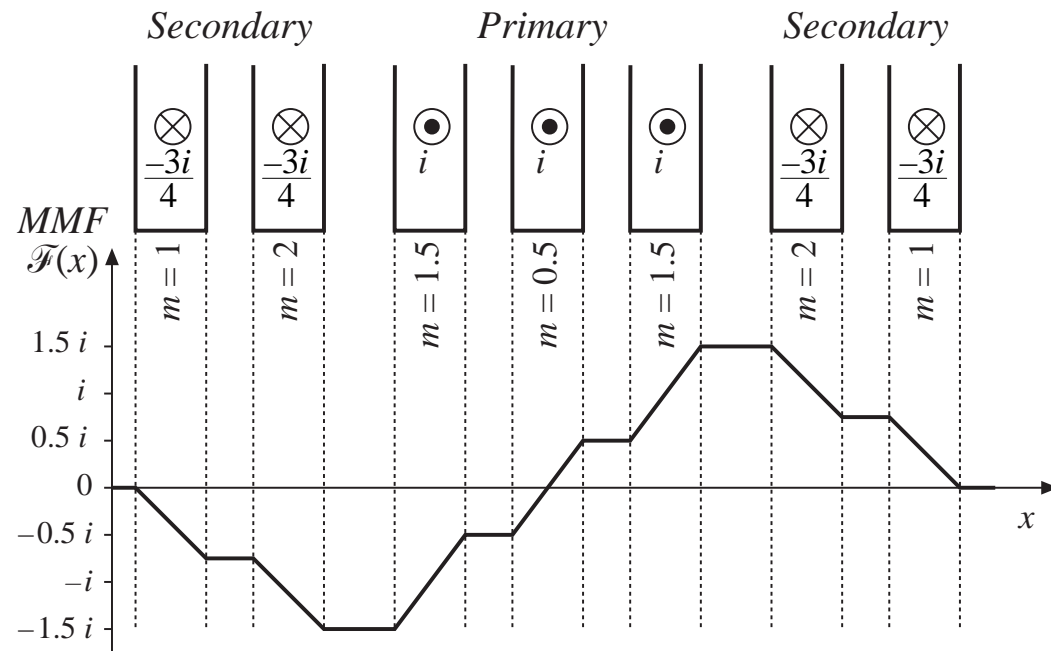 Secondary Primary Secondary
–3i/4 –3i/4 i i i –3i/4 –3i/4
MMF
ℱ(x)
m = 1 m = 2 m = 1.5 m = 0.5 m = 1.5 m = 2 m = 1
1.5 i
i
0.5 i
0
–0.5 i
–i
–1.5 i
x